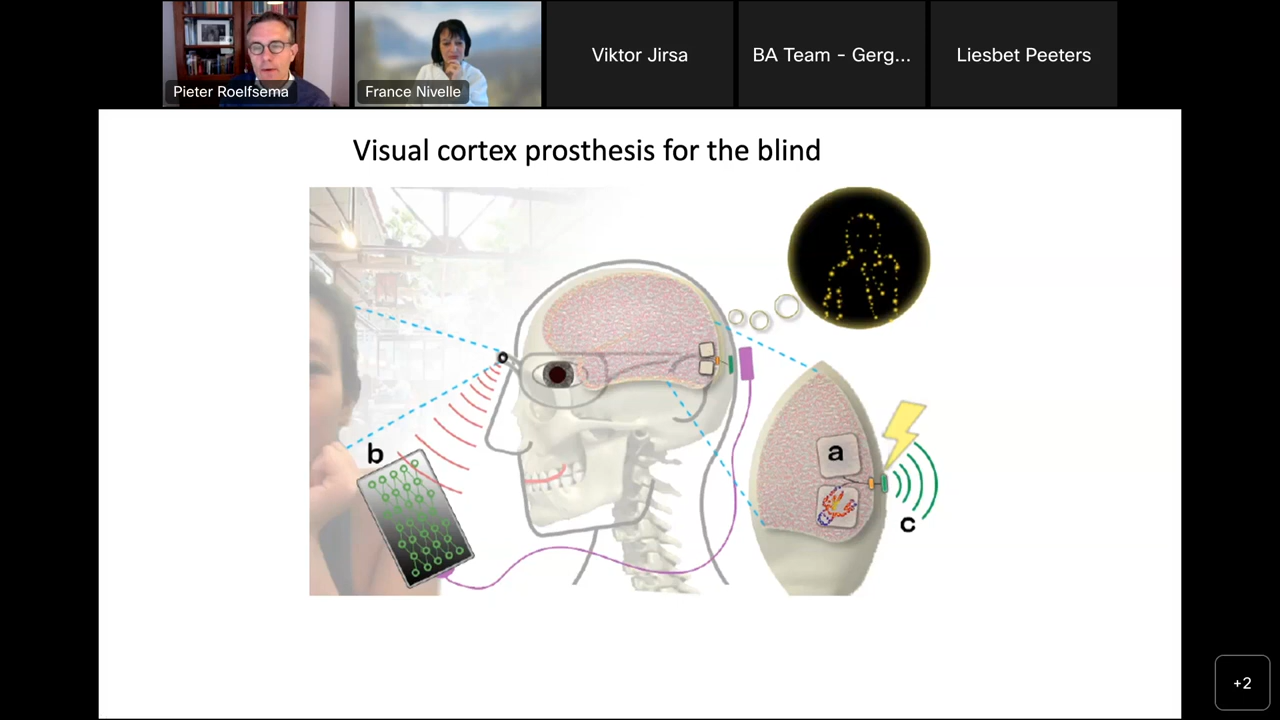 Pieter Roelfsema
France Nivelle
Viktor Jirsa
BA Team - Gerg...
Liesbet Peeters
Visual cortex prosthesis for the blind
b
a
c
+2